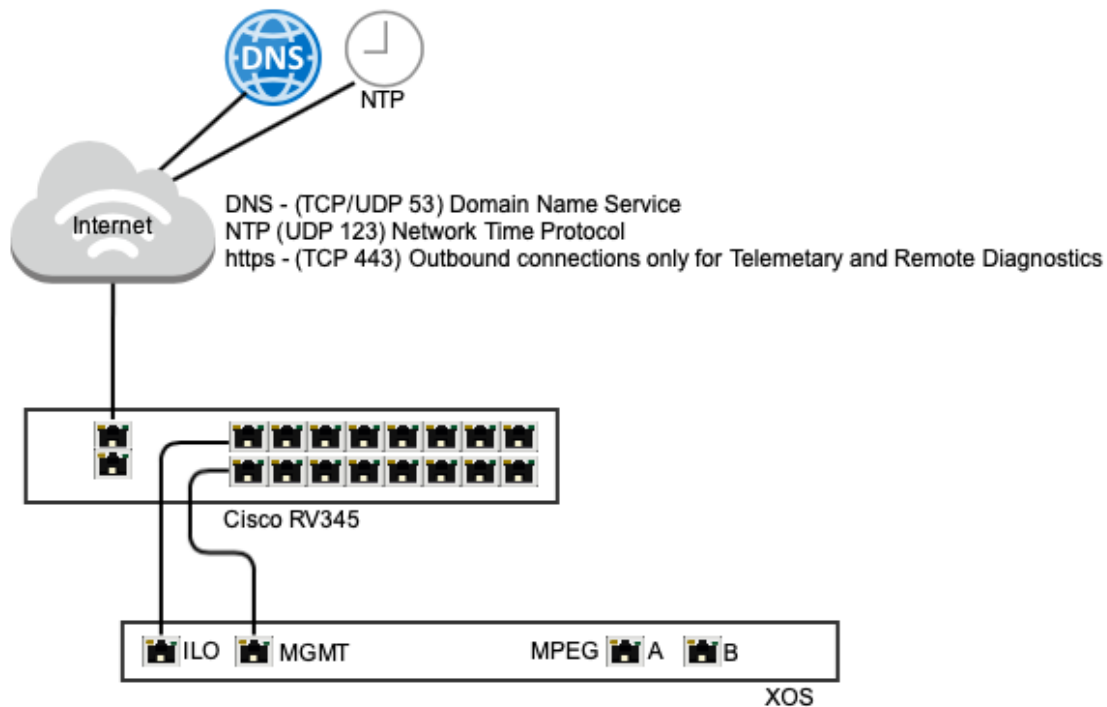 DNS
NTP
Internet
DNS - (TCP/UDP 53) Domain Name Service
NTP (UDP 123) Network Time Protocol
https - (TCP 443) Outbound connections only for Telemetary and Remote Diagnostics
Cisco RV345
ILO MGMT MPEG A B
XOS